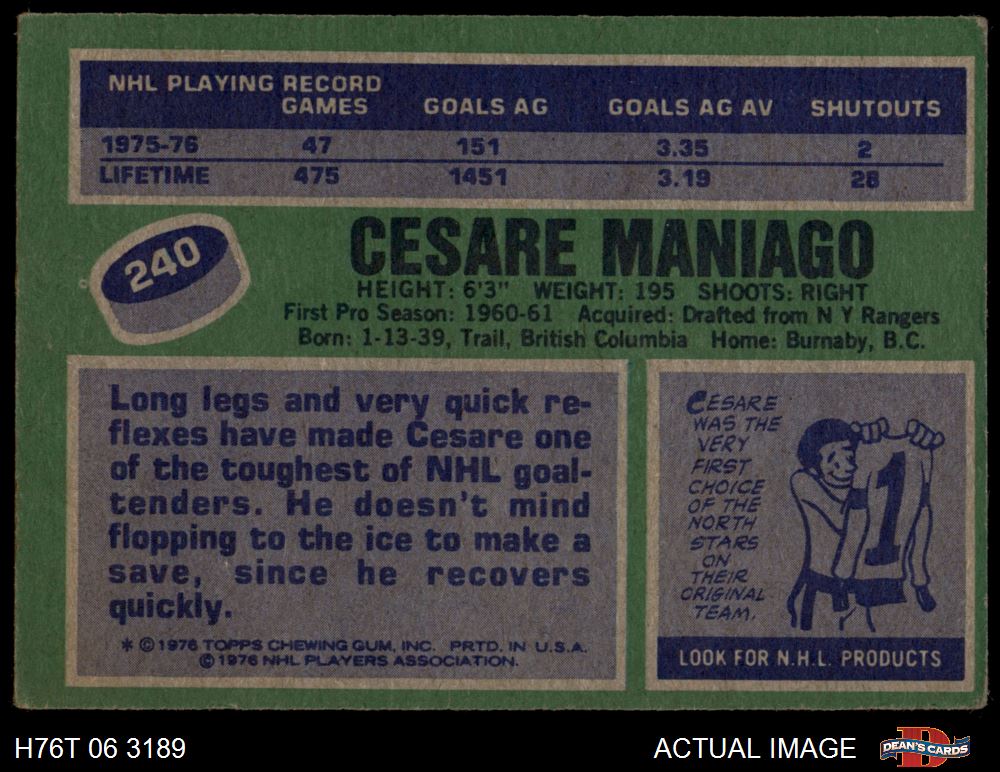 NHL PLAYING RECORD
GAMES GOALS AG GOALS AG AV SHUTOUTS
1975-76 47 151 3.35 2
LIFETIME 475 1451 3.19 26
240
CESARE MANIAGO
HEIGHT: 6'3" WEIGHT: 195 SHOOTS: RIGHT
First Pro Season: 1960-61 Acquired: Drafted from N Y Rangers
Born: 1-13-39, Trail, British Columbia Home: Burnaby, B.C.
Long legs and very quick re-
flexes have made Cesare one
of the toughest of NHL goal-
tenders. He doesn't mind
flopping to the ice to make a
save, since he recovers
quickly.
* © 1976 TOPPS CHEWING GUM, INC. PRTD. IN U.S.A.
© 1976 NHL PLAYERS ASSOCIATION.
CESARE
WAS THE
VERY
FIRST
CHOICE
OF THE
NORTH
STARS
ON
THEIR
ORIGINAL
TEAM.
1
LOOK FOR N.H.L. PRODUCTS
H76T 06 3189 ACTUAL IMAGE DEAN'S CARDS